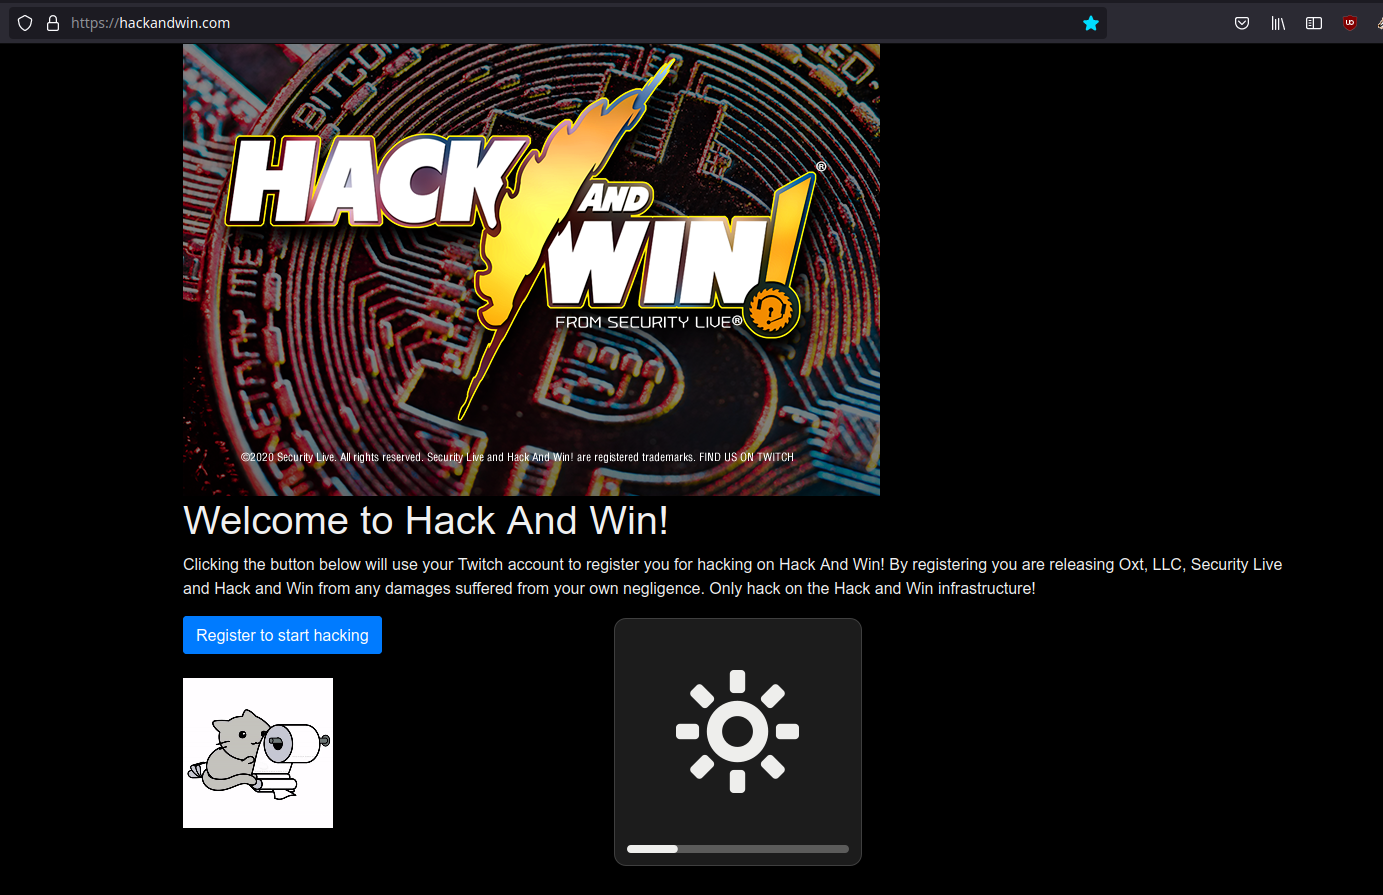 https://hackandwin.com
BITCOIN
HACK
AND
®
WIN!
FROM SECURITY LIVE®
©2020 Security Live. All rights reserved. Security Live and Hack And Win! are registered trademarks. FIND US ON TWITCH
Welcome to Hack And Win!
Clicking the button below will use your Twitch account to register you for hacking on Hack And Win! By registering you are releasing Oxt, LLC, Security Live
and Hack and Win from any damages suffered from your own negligence. Only hack on the Hack and Win infrastructure!
Register to start hacking